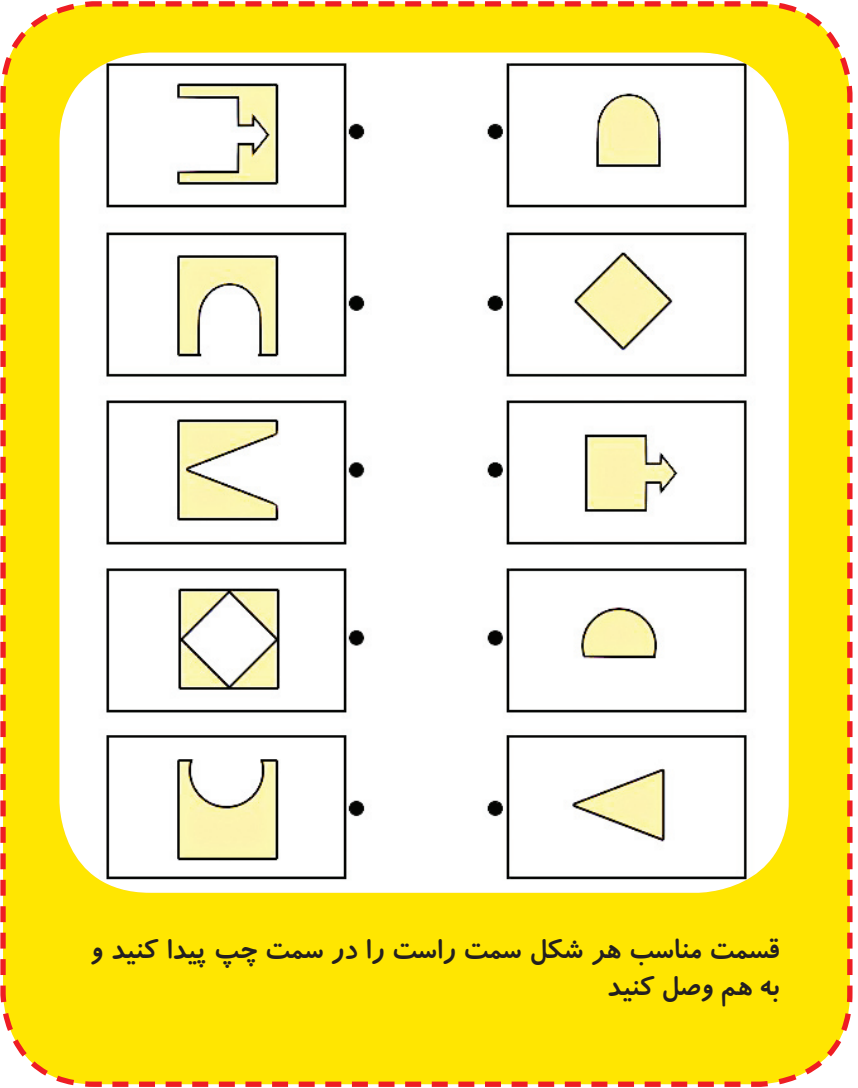 قسمت مناسب هر شکل سمت راست را در سمت چپ پیدا کنید و
به هم وصل کنید